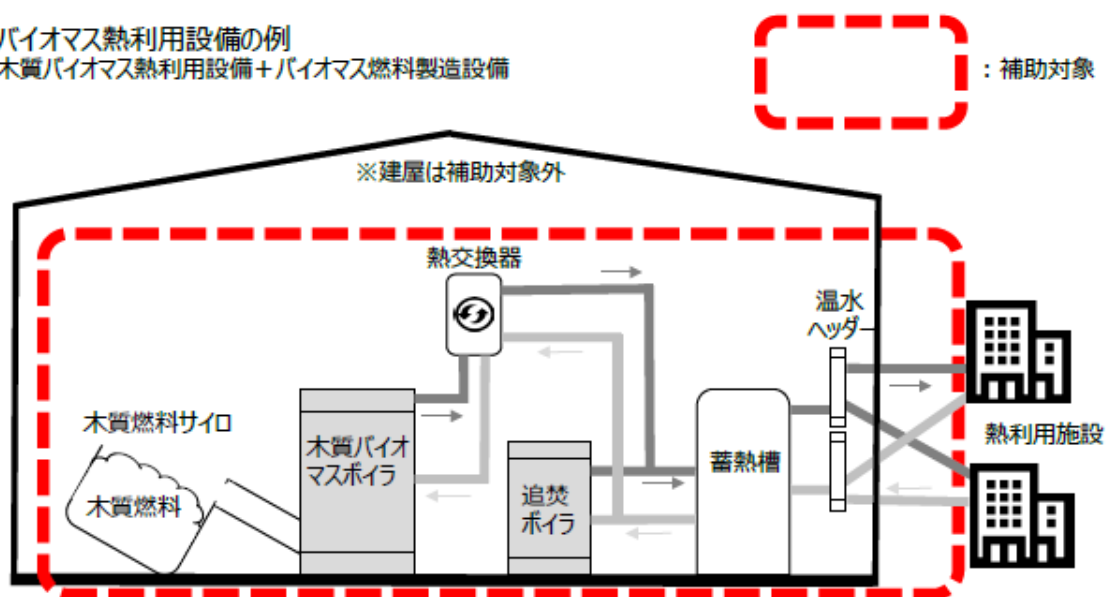 バイオマス熱利用設備の例
木質バイオマス熱利用設備＋バイオマス燃料製造設備
：補助対象
※建屋は補助対象外
熱交換器
温水
ヘッダー
木質燃料サイロ
木質燃料
木質バイオ
マスボイラ
追焚
ボイラ
蓄熱槽
熱利用施設